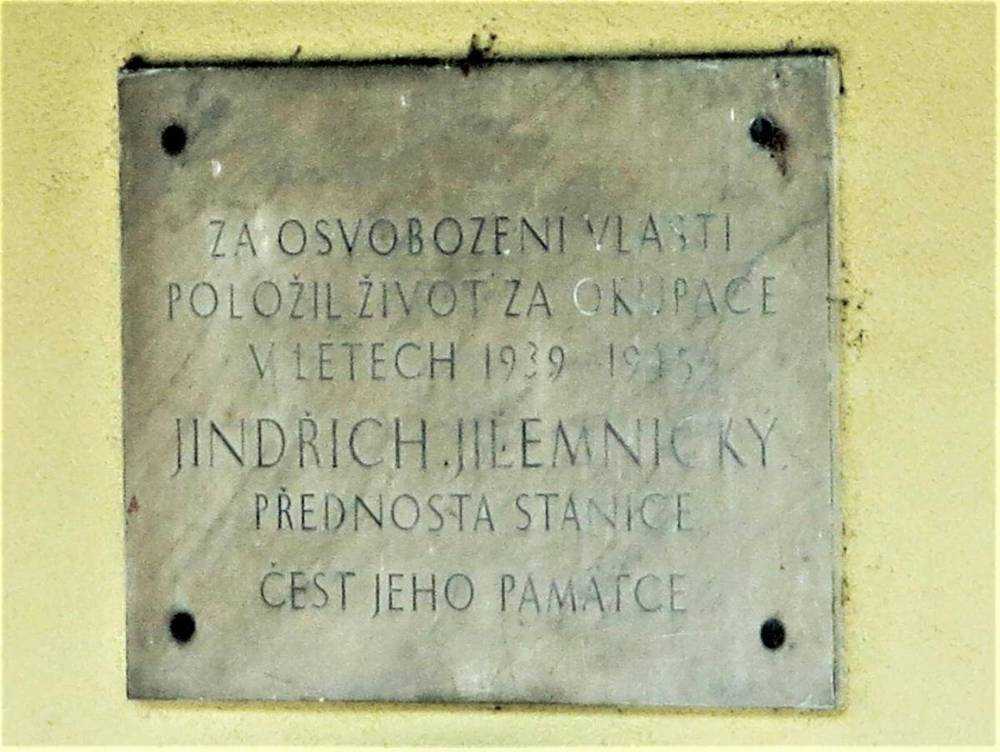 ZA OSVOBOZENÍ VLASTI
POLOŽIL ŽIVOT ZA OKUPACE
V LETECH 1939 - 1945
JINDŘICH JILEMNICKÝ
PŘEDNOSTA STANICE
ČEST JEHO PAMÁTCE